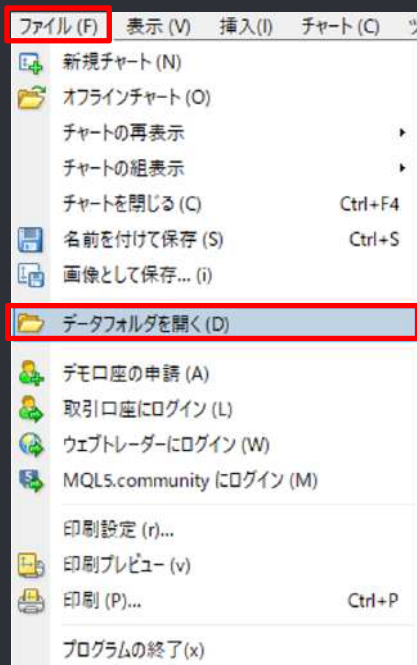 ファイル (F) 表示 (V) 挿入(I) チャート (C)
新規チャート (N)
オフラインチャート (O)
チャートの再表示
チャートの組表示
チャートを閉じる (C) Ctrl+F4
名前を付けて保存 (S) Ctrl+S
画像として保存... (i)
データフォルダを開く (D)
デモ口座の申請 (A)
取引口座にログイン (L)
ウェブトレーダーにログイン (W)
MQL5.community にログイン (M)
印刷設定 (r)...
印刷プレビュー (v)
印刷 (P)... Ctrl+P
プログラムの終了(x)